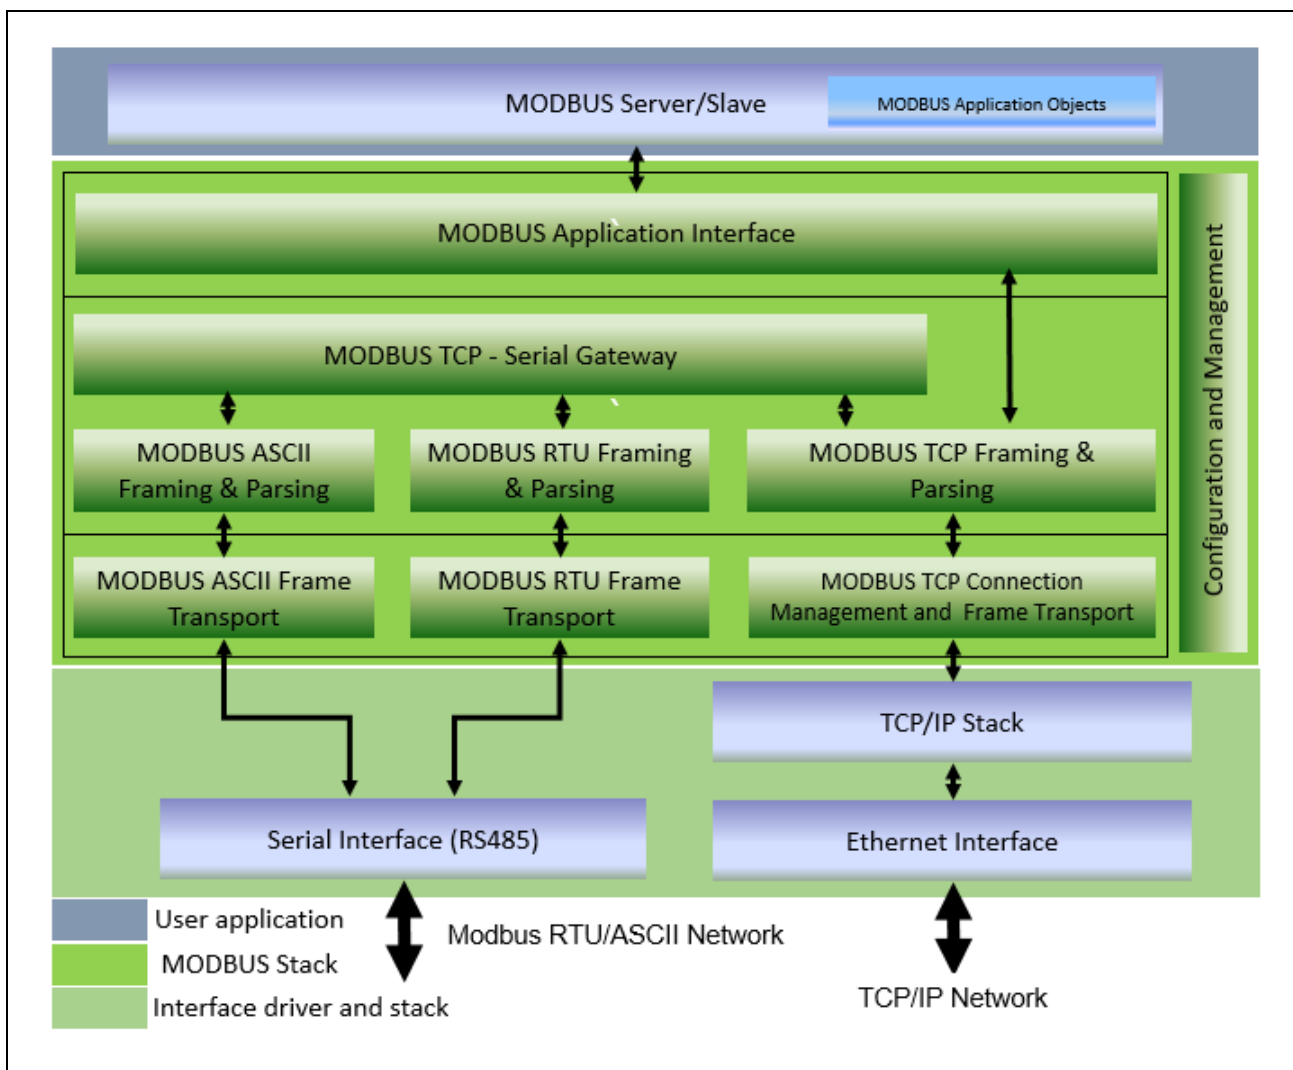 MODBUS Server/Slave
MODBUS Application Objects
MODBUS Application Interface
`
Configuration and Management
MODBUS TCP - Serial Gateway
`
MODBUS ASCII
Framing & Parsing
MODBUS RTU Framing
& Parsing
MODBUS TCP Framing &
Parsing
MODBUS ASCII Frame
Transport
MODBUS RTU Frame
Transport
MODBUS TCP Connection
Management and Frame Transport
TCP/IP Stack
Serial Interface (RS485)
Ethernet Interface
User application
MODBUS Stack
Interface driver and stack
Modbus RTU/ASCII Network
TCP/IP Network